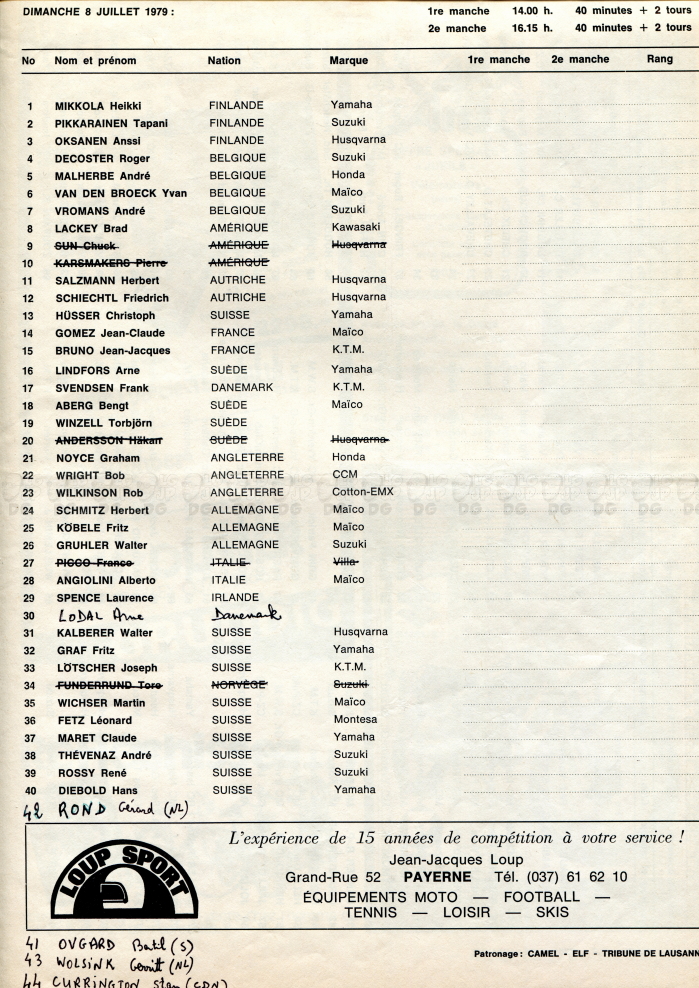 DIMANCHE 8 JUILLET 1979 :
1re manche 14.00 h. 40 minutes + 2 tours
2e manche 16.15 h. 40 minutes + 2 tours
No Nom et prénom Nation Marque 1re manche 2e manche Rang
1 MIKKOLA Heikki FINLANDE Yamaha
2 PIKKARAINEN Tapani FINLANDE Suzuki
3 OKSANEN Anssi FINLANDE Husqvarna
4 DECOSTER Roger BELGIQUE Suzuki
5 MALHERBE André BELGIQUE Honda
6 VAN DEN BROECK Yvan BELGIQUE Maïco
7 VROMANS André BELGIQUE Suzuki
8 LACKEY Brad AMÉRIQUE Kawasaki
9 SUN Chuck AMÉRIQUE Husqvarna
10 KARSMAKERS Pierre AMÉRIQUE
11 SALZMANN Herbert AUTRICHE Husqvarna
12 SCHIECHTL Friedrich AUTRICHE Husqvarna
13 HÜSSER Christoph SUISSE Yamaha
14 GOMEZ Jean-Claude FRANCE Maïco
15 BRUNO Jean-Jacques FRANCE K.T.M.
16 LINDFORS Arne SUÈDE Yamaha
17 SVENDSEN Frank DANEMARK K.T.M.
18 ABERG Bengt SUÈDE Maïco
19 WINZELL Torbjörn SUÈDE
20 ANDERSSON Håkan SUÈDE Husqvarna
21 NOYCE Graham ANGLETERRE Honda
22 WRIGHT Bob ANGLETERRE CCM
23 WILKINSON Rob ANGLETERRE Cotton-EMX
24 SCHMITZ Herbert ALLEMAGNE Maïco
25 KÖBELE Fritz ALLEMAGNE Maïco
26 GRUHLER Walter ALLEMAGNE Suzuki
27 PICCO Franco ITALIE Villa
28 ANGIOLINI Alberto ITALIE Maïco
29 SPENCE Laurence IRLANDE
30 LODAL Arne Danemark
31 KALBERER Walter SUISSE Husqvarna
32 GRAF Fritz SUISSE Yamaha
33 LÖTSCHER Joseph SUISSE K.T.M.
34 FUNDERRUND Tore NORVÈGE Suzuki
35 WICHSER Martin SUISSE Maïco
36 FETZ Léonard SUISSE Montesa
37 MARET Claude SUISSE Yamaha
38 THÉVENAZ André SUISSE Suzuki
39 ROSSY René SUISSE Suzuki
40 DIEBOLD Hans SUISSE Yamaha
42 ROND Gérard (NL)
LOUP SPORT
L'expérience de 15 années de compétition à votre service !
Jean-Jacques Loup
Grand-Rue 52 PAYERNE Tél. (037) 61 62 10
ÉQUIPEMENTS MOTO — FOOTBALL —
TENNIS — LOISIR — SKIS
41 OVGARD (S)
43 WOLSINK Gerrit (NL)
Patronage : CAMEL - ELF - TRIBUNE DE LAUSANN
44 CURRINGTON Stan (CDN)